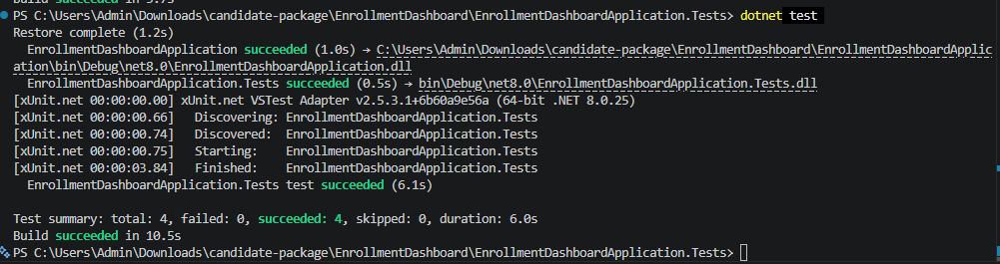 PS C:\Users\Admin\Downloads\candidate-package\EnrollmentDashboard\EnrollmentDashboardApplication.Tests> dotnet test
Restore complete (1.2s)
  EnrollmentDashboardApplication succeeded (1.0s) → C:\Users\Admin\Downloads\candidate-package\EnrollmentDashboard\EnrollmentDashboardApplic
ation\bin\Debug\net8.0\EnrollmentDashboardApplication.dll
  EnrollmentDashboardApplication.Tests succeeded (0.5s) → bin\Debug\net8.0\EnrollmentDashboardApplication.Tests.dll
[xUnit.net 00:00:00.00] xUnit.net VSTest Adapter v2.5.3.1+6b60a9e56a (64-bit .NET 8.0.25)
[xUnit.net 00:00:00.66]   Discovering: EnrollmentDashboardApplication.Tests
[xUnit.net 00:00:00.74]   Discovered:  EnrollmentDashboardApplication.Tests
[xUnit.net 00:00:00.75]   Starting:    EnrollmentDashboardApplication.Tests
[xUnit.net 00:00:03.84]   Finished:    EnrollmentDashboardApplication.Tests
  EnrollmentDashboardApplication.Tests test succeeded (6.1s)

Test summary: total: 4, failed: 0, succeeded: 4, skipped: 0, duration: 6.0s
Build succeeded in 10.5s
PS C:\Users\Admin\Downloads\candidate-package\EnrollmentDashboard\EnrollmentDashboardApplication.Tests>